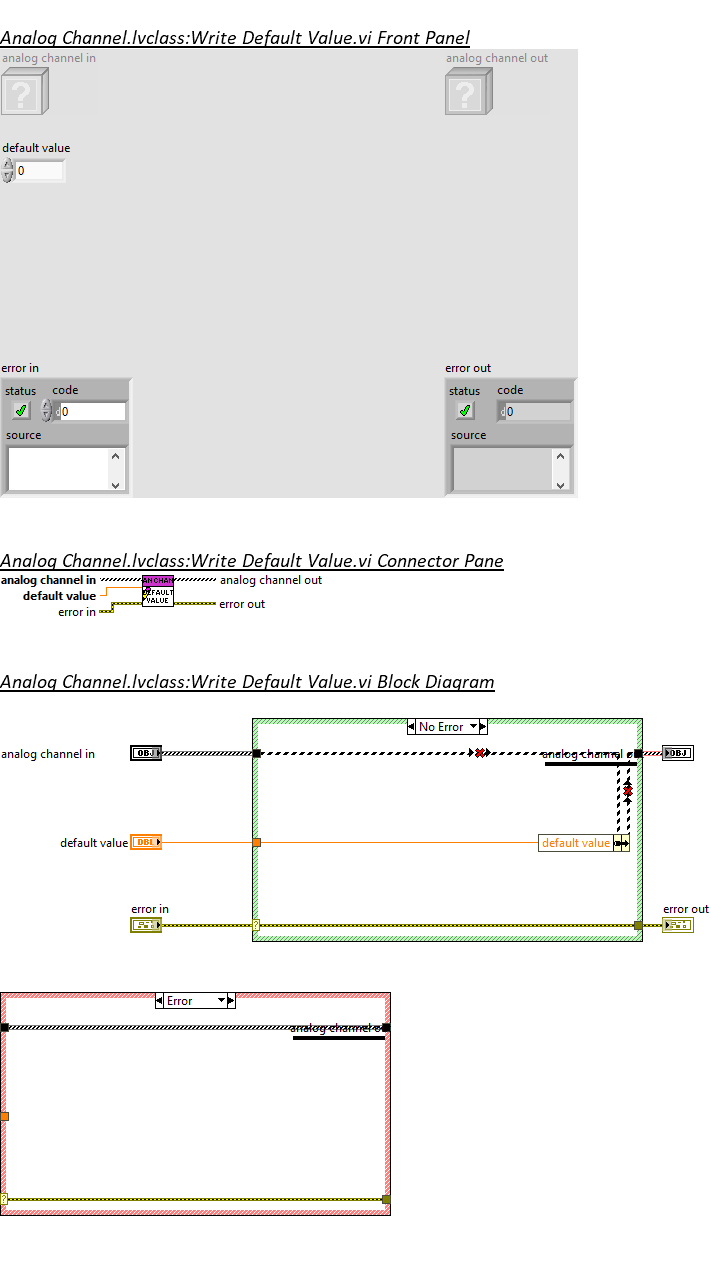 Analog Channel.lvclass:Write Default Value.vi Front Panel
analog channel in analog channel out
? ?
default value
0
error in error out
status code status code
d 0 d 0
source source
Analog Channel.lvclass:Write Default Value.vi Connector Pane
analog channel in AN CHAN analog channel out
default value DEFAULT
VALUE
error in error out
Analog Channel.lvclass:Write Default Value.vi Block Diagram
No Error
analog channel in OBJ analog channel o OBJ
default value DBL default value
error in error out
?
Error
analog channel o
?